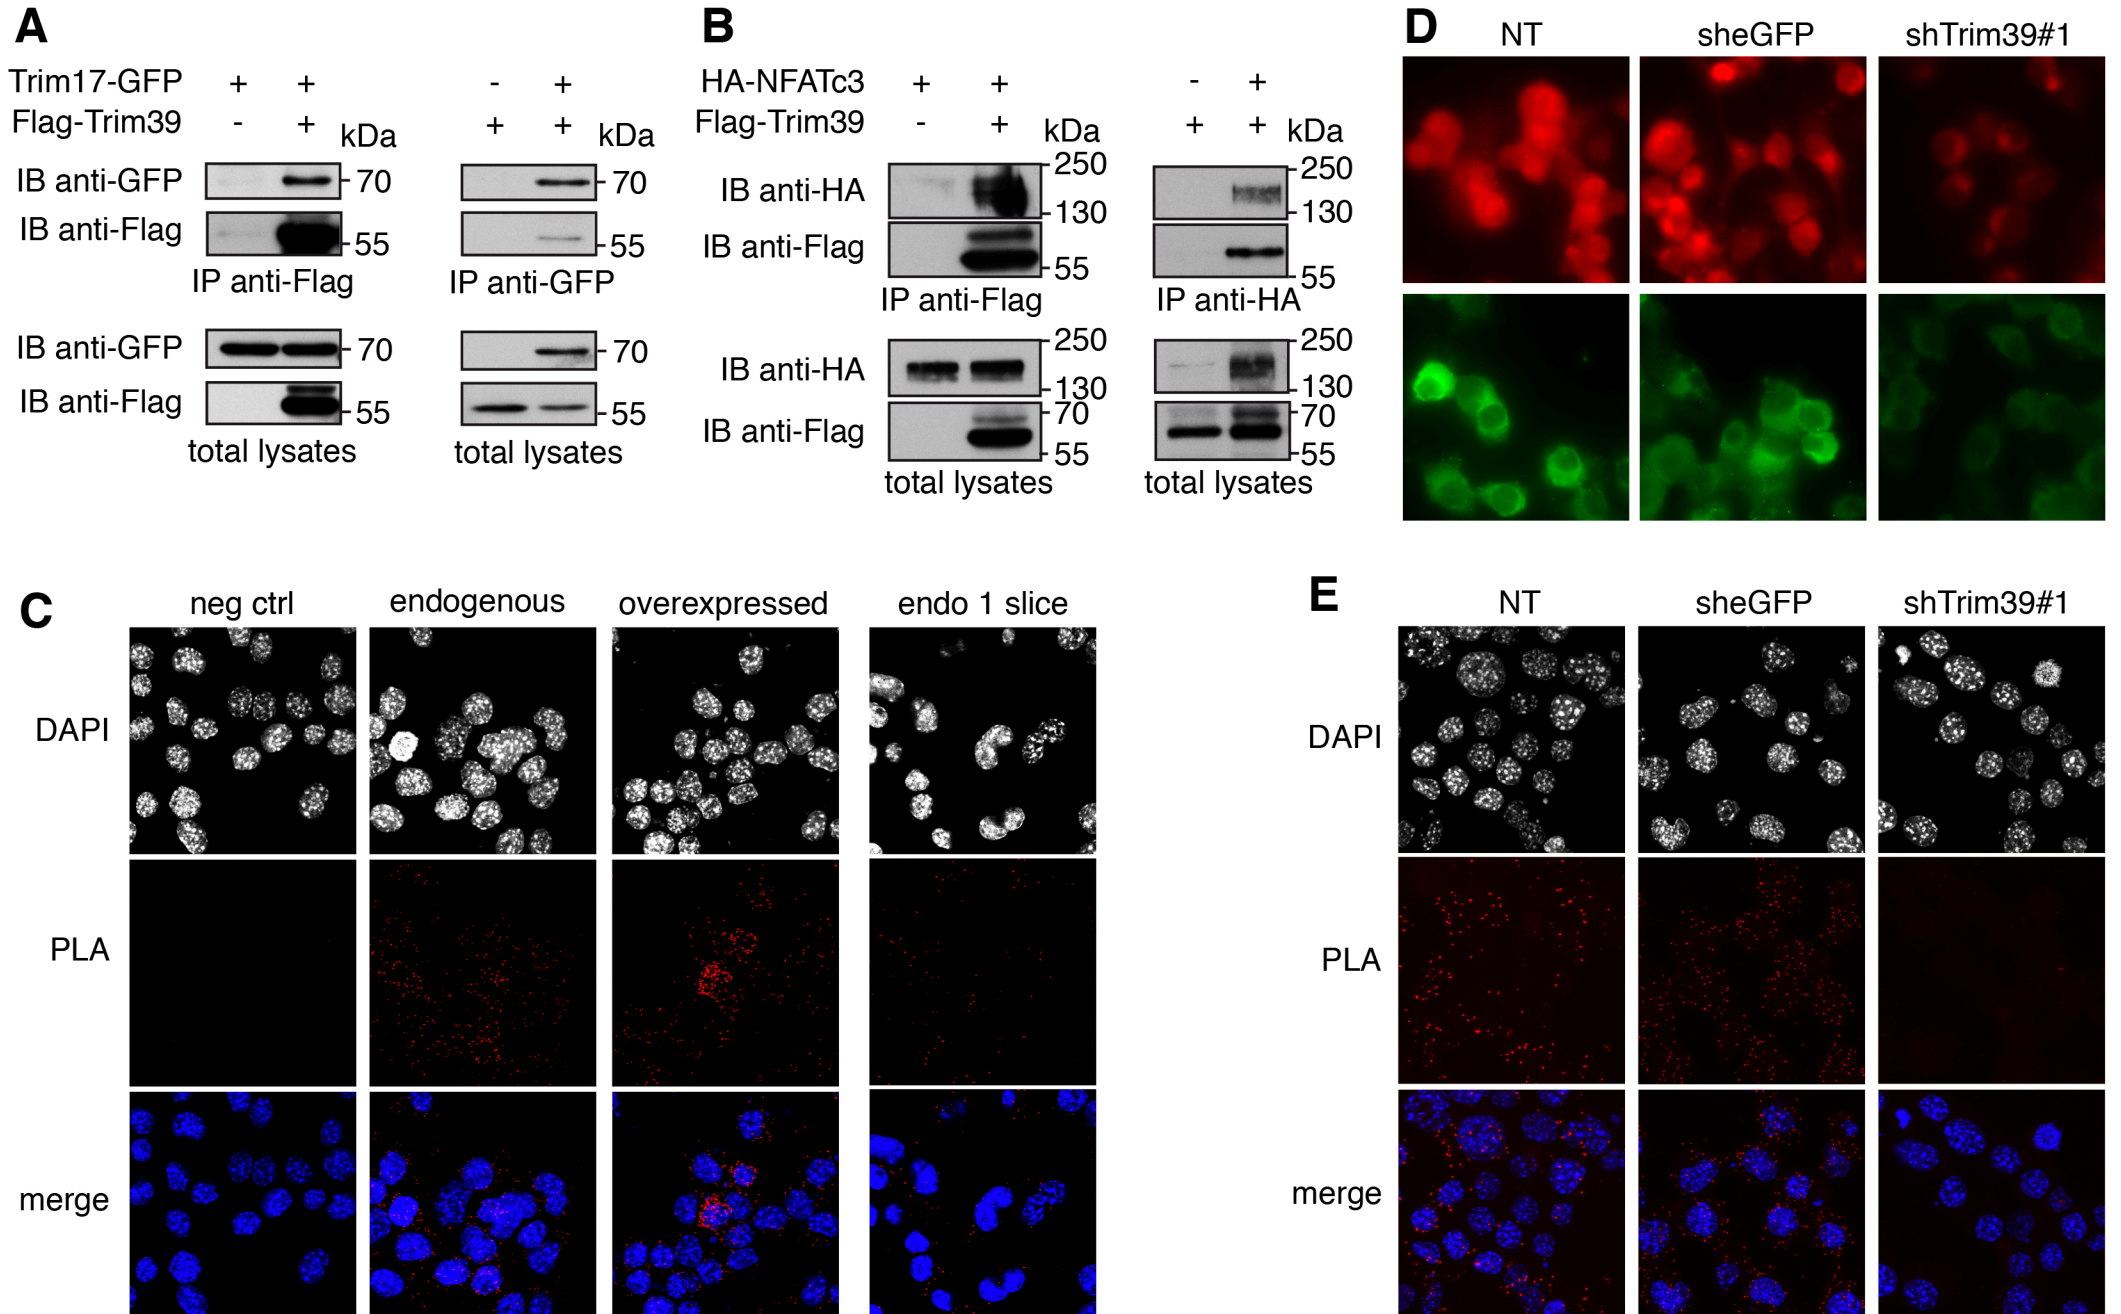 A
Trim17-GFP + + - +
Flag-Trim39 - + kDa + + kDa
IB anti-GFP 70 70
IB anti-Flag 55 55
IP anti-Flag IP anti-GFP
IB anti-GFP 70 70
IB anti-Flag 55 55
total lysates total lysates
B
HA-NFATc3 + + - +
Flag-Trim39 - + kDa + + kDa
250 250
IB anti-HA
130 130
IB anti-Flag
55 55
IP anti-Flag IP anti-HA
250 250
IB anti-HA
130 130
70 70
IB anti-Flag
55 55
total lysates total lysates
D
NT sheGFP shTrim39#1
C
neg ctrl endogenous overexpressed endo 1 slice
DAPI
PLA
merge
E
NT sheGFP shTrim39#1
DAPI
PLA
merge